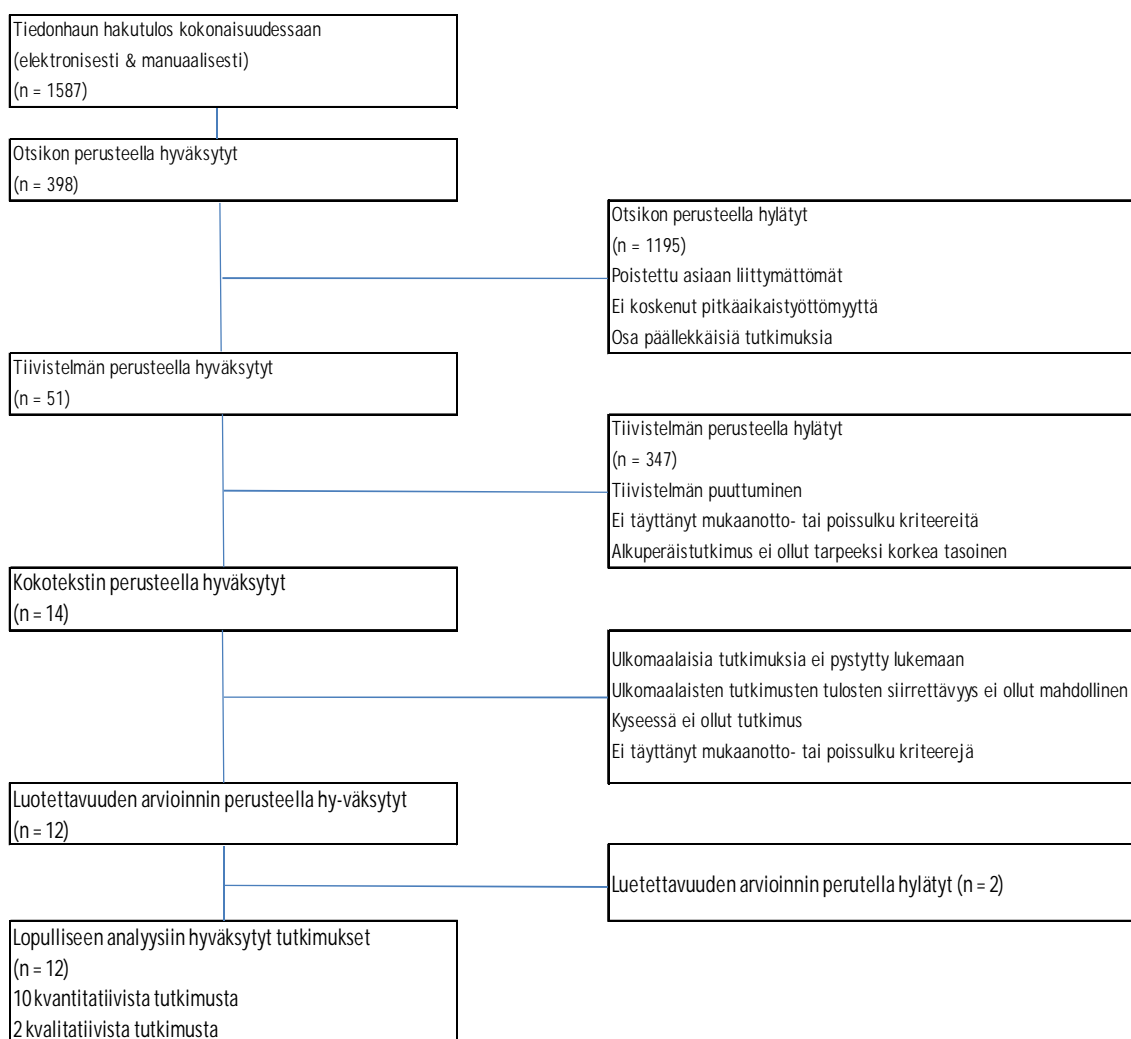 Tiedonhaun hakutulos kokonaisuudessaan
(elektronisesti & manuaalisesti)
(n = 1587)
Otsikon perusteella hyväksytyt
(n = 398)
Otsikon perusteella hylätyt
(n = 1195)
Poistettu asiaan liittymättömät
Ei koskenut pitkäaikaistyöttömyyttä
Osa päällekkäisiä tutkimuksia
Tiivistelmän perusteella hyväksytyt
(n = 51)
Tiivistelmän perusteella hylätyt
(n = 347)
Tiivistelmän puuttuminen
Ei täyttänyt mukaanotto- tai poissulku kriteereitä
Alkuperäistutkimus ei ollut tarpeeksi korkea tasoinen
Kokotekstin perusteella hyväksytyt
(n = 14)
Ulkomaalaisia tutkimuksia ei pystytty lukemaan
Ulkomaalaisten tutkimusten tulosten siirrettävyys ei ollut mahdollinen
Kyseessä ei ollut tutkimus
Ei täyttänyt mukaanotto- tai poissulku kriteerejä
Luotettavuuden arvioinnin perusteella hy-väksytyt
(n = 12)
Luetettavuuden arvioinnin perutella hylätyt (n = 2)
Lopulliseen analyysiin hyväksytyt tutkimukset
(n = 12)
10 kvantitatiivista tutkimusta
2 kvalitatiivista tutkimusta